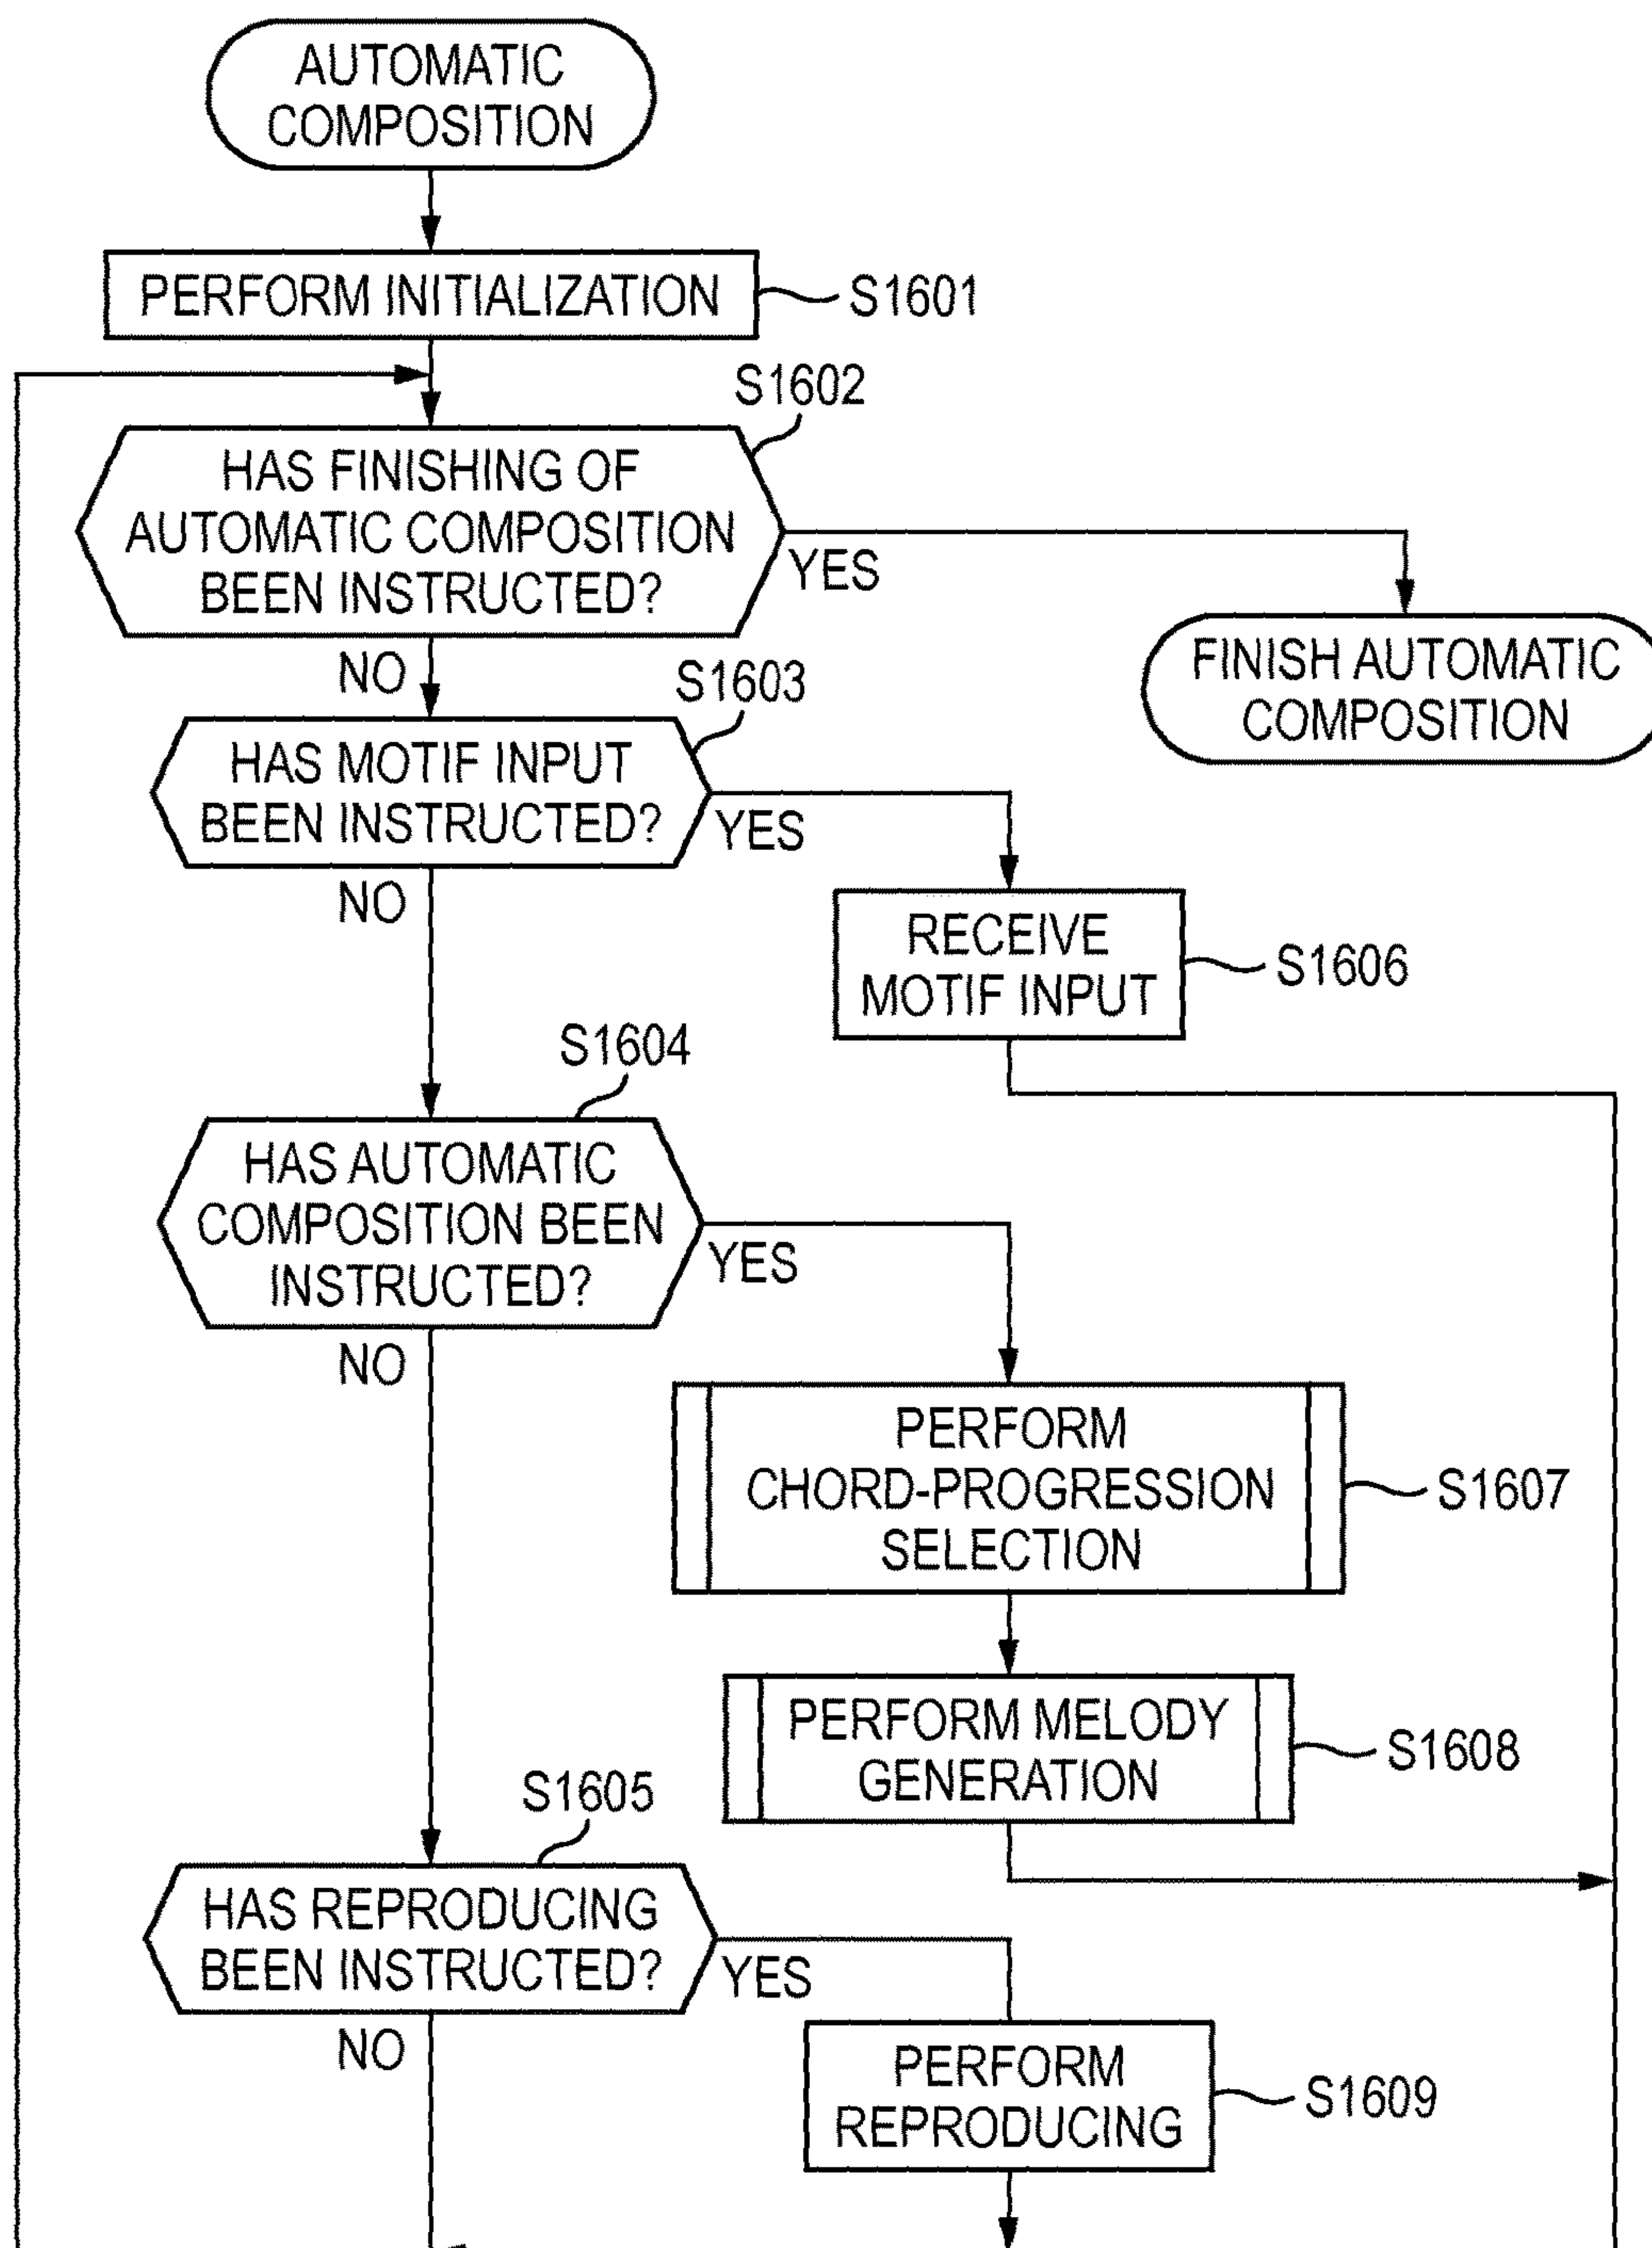 AUTOMATIC
COMPOSITION
PERFORM INITIALIZATION
S1601
S1602
HAS FINISHING OF
AUTOMATIC COMPOSITION
BEEN INSTRUCTED?
YES
NO
FINISH AUTOMATIC
COMPOSITION
S1603
HAS MOTIF INPUT
BEEN INSTRUCTED?
YES
NO
RECEIVE
MOTIF INPUT
S1606
S1604
HAS AUTOMATIC
COMPOSITION BEEN
INSTRUCTED?
YES
NO
PERFORM
CHORD-PROGRESSION
SELECTION
S1607
PERFORM MELODY
GENERATION
S1608
S1605
HAS REPRODUCING
BEEN INSTRUCTED?
YES
NO
PERFORM
REPRODUCING
S1609